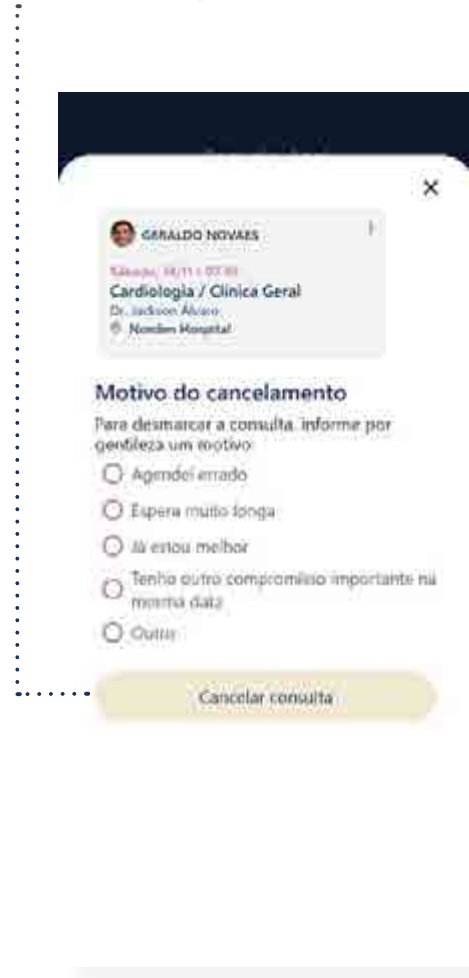 GERALDO NOVAES
Cardiologia / Clínica Geral
Dr. Jackson Álvaro
Norden Hospital
Motivo do cancelamento
Para desmarcar a consulta, informe por
gentileza um motivo:
Agendei errado
Espera muito longa
Já estou melhor
Tenho outro compromisso importante na
mesma data
Outro
Cancelar consulta